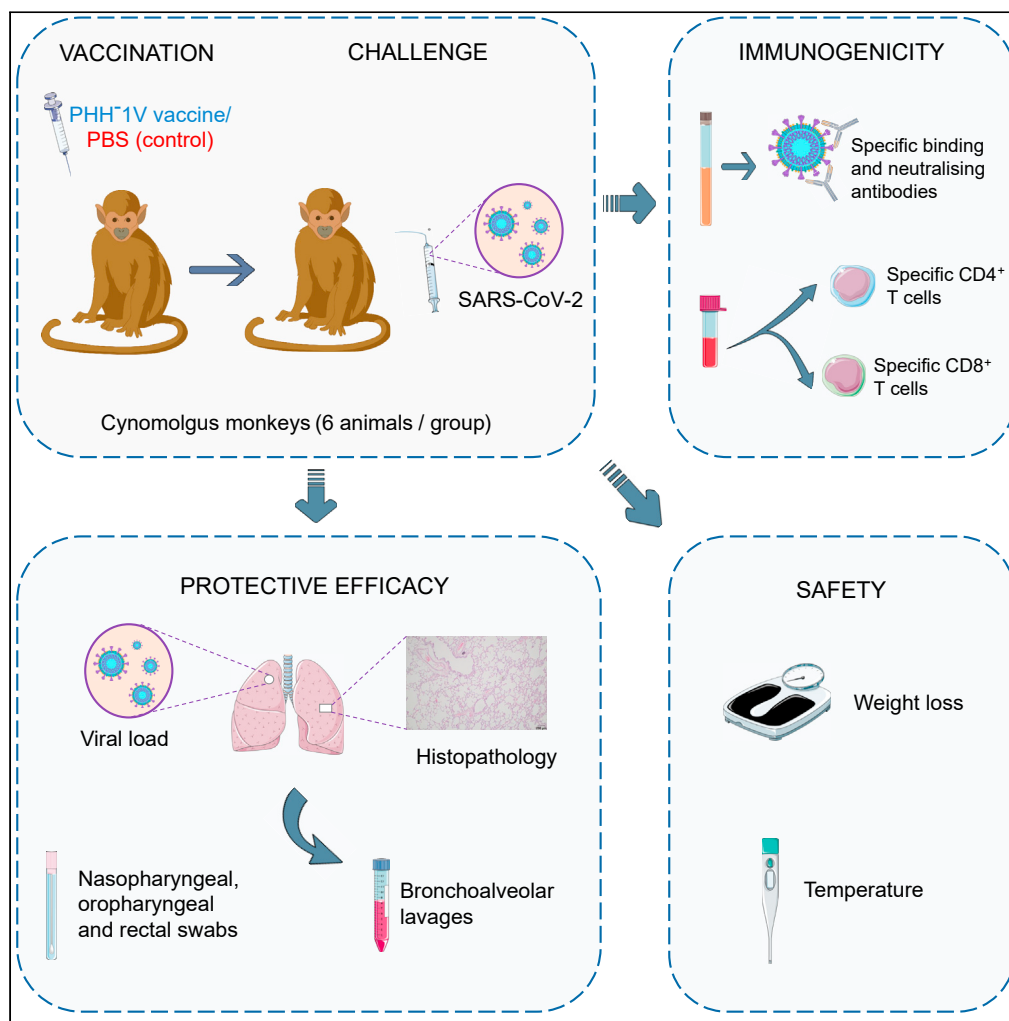 VACCINATION
CHALLENGE
PHH-1V vaccine/
PBS (control)
SARS-CoV-2
Cynomolgus monkeys (6 animals / group)
IMMUNOGENICITY
Specific binding
and neutralising
antibodies
Specific CD4⁺
T cells
Specific CD8⁺
T cells
PROTECTIVE EFFICACY
Viral load
Histopathology
Nasopharyngeal,
oropharyngeal
and rectal swabs
Bronchoalveolar
lavages
SAFETY
Weight loss
Temperature